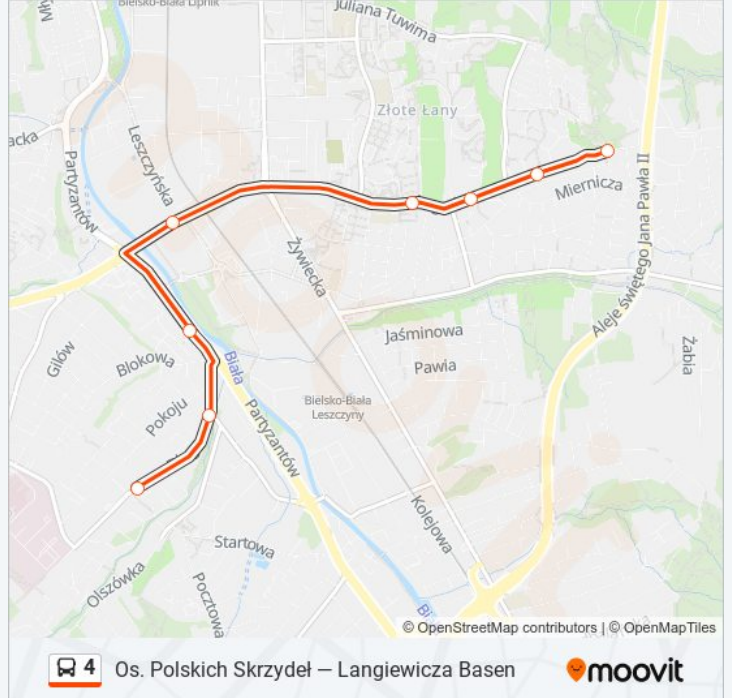 Bielsko-Biała Lipnik
Juliana Tuwima
Złote Łany
Leszczyńska
Partyzantów
Miernicza
Aleje świętego Jana Pawła II
Żywiecka
Gilów
Blokowa
Biała
Jaśminowa
Pawia
Żabia
Pokoju
Bielsko-Biała
Leszczyny
Partyzantów
Kolejowa
Startowa
Olszówka
Pocztowa
© OpenStreetMap contributors | © OpenMapTiles
4 Os. Polskich Skrzydeł — Langiewicza Basen
moovit